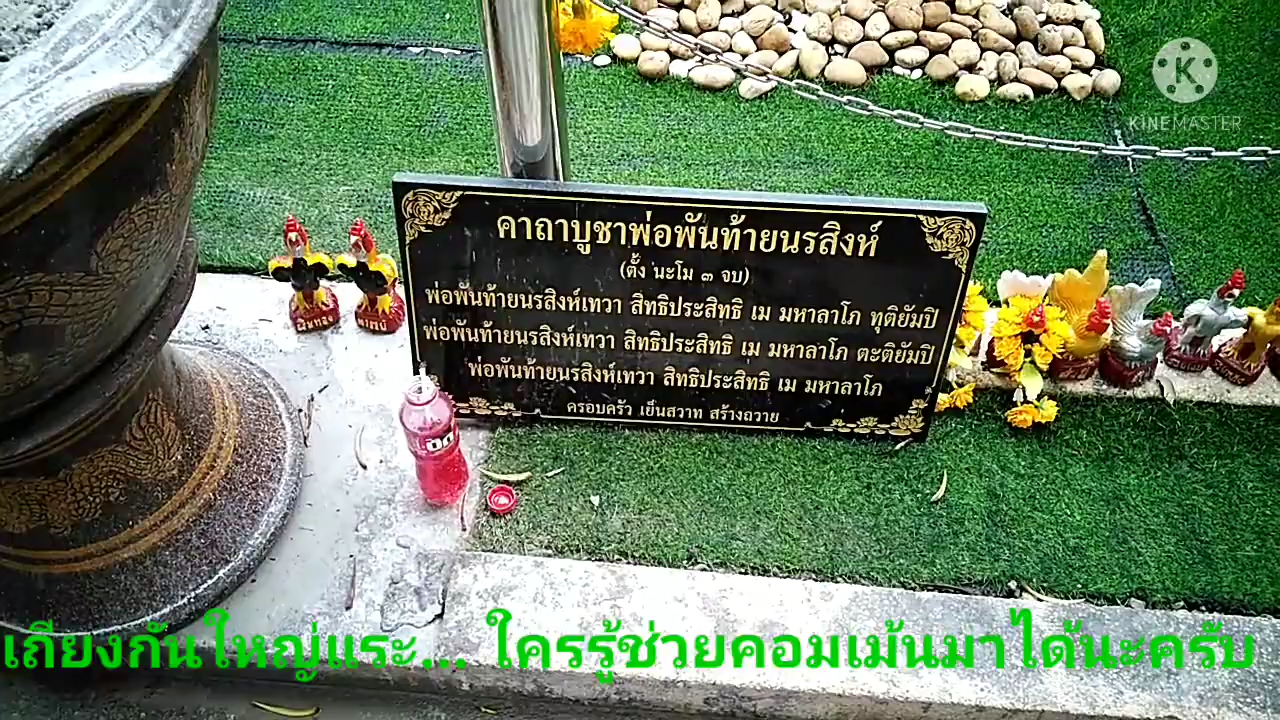 KINEMASTER
คาถาบูชาพ่อพันท้ายนรสิงห์
(ตั้ง นะโม ๓ จบ)
พ่อพันท้ายนรสิงห์เทวา สิทธิประสิทธิ เม มหาลาโภ ทุติยัมปิ
พ่อพันท้ายนรสิงห์เทวา สิทธิประสิทธิ เม มหาลาโภ ตะติยัมปิ
พ่อพันท้ายนรสิงห์เทวา สิทธิประสิทธิ เม มหาลาโภ
ครอบครัว เย็นสวาท สร้างถวาย
เถียงกันใหญ่แระ... ใครรู้ช่วยคอมเม้นมาได้นะครับ